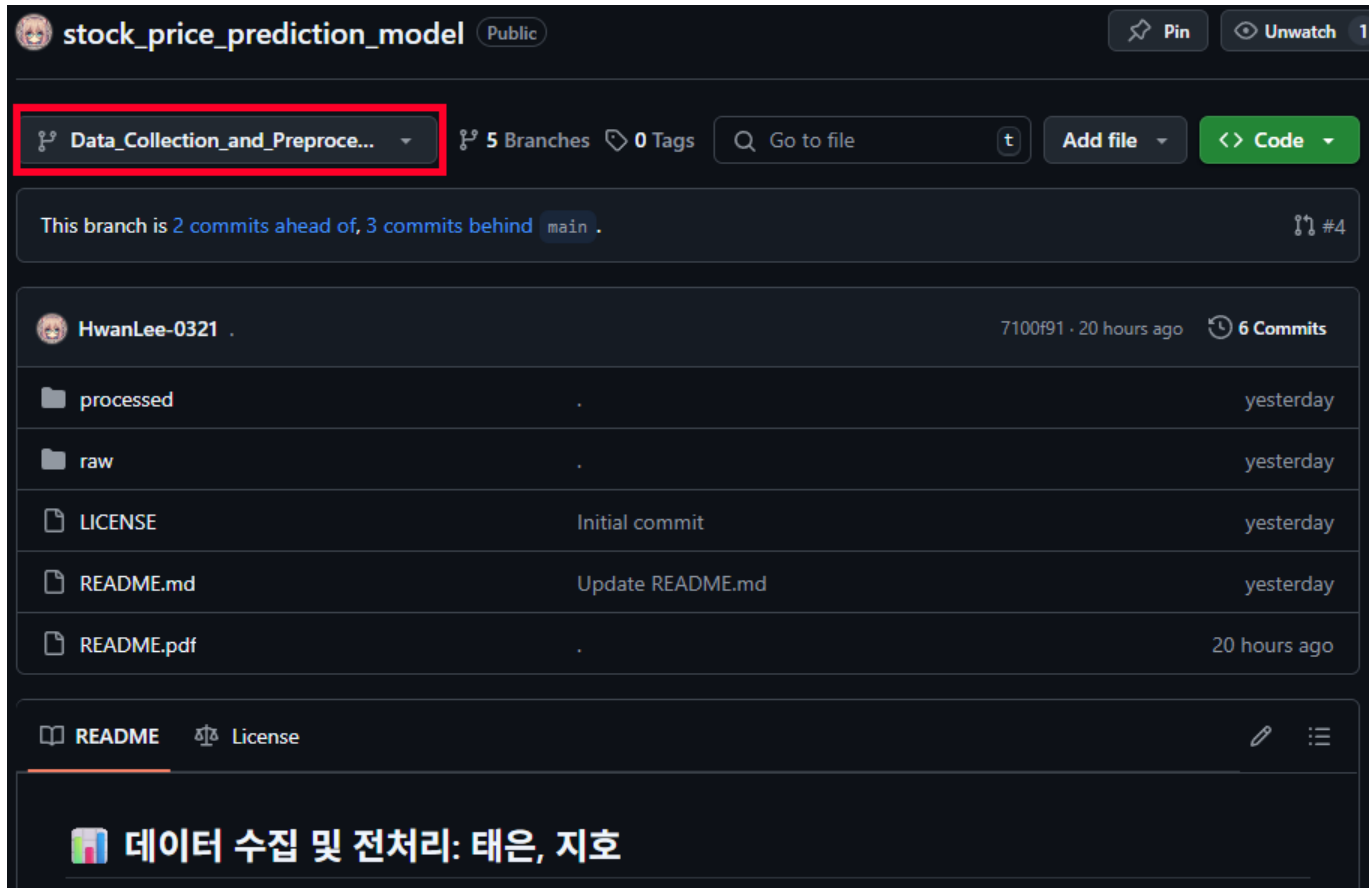 stock_price_prediction_model Public Pin Unwatch 1
Data_Collection_and_Preproce... 5 Branches 0 Tags Go to file t Add file <> Code
This branch is 2 commits ahead of, 3 commits behind main . #4
HwanLee-0321 . 7100f91 · 20 hours ago 6 Commits
processed . yesterday
raw . yesterday
LICENSE Initial commit yesterday
README.md Update README.md yesterday
README.pdf . 20 hours ago
README License
데이터 수집 및 전처리: 태은, 지호